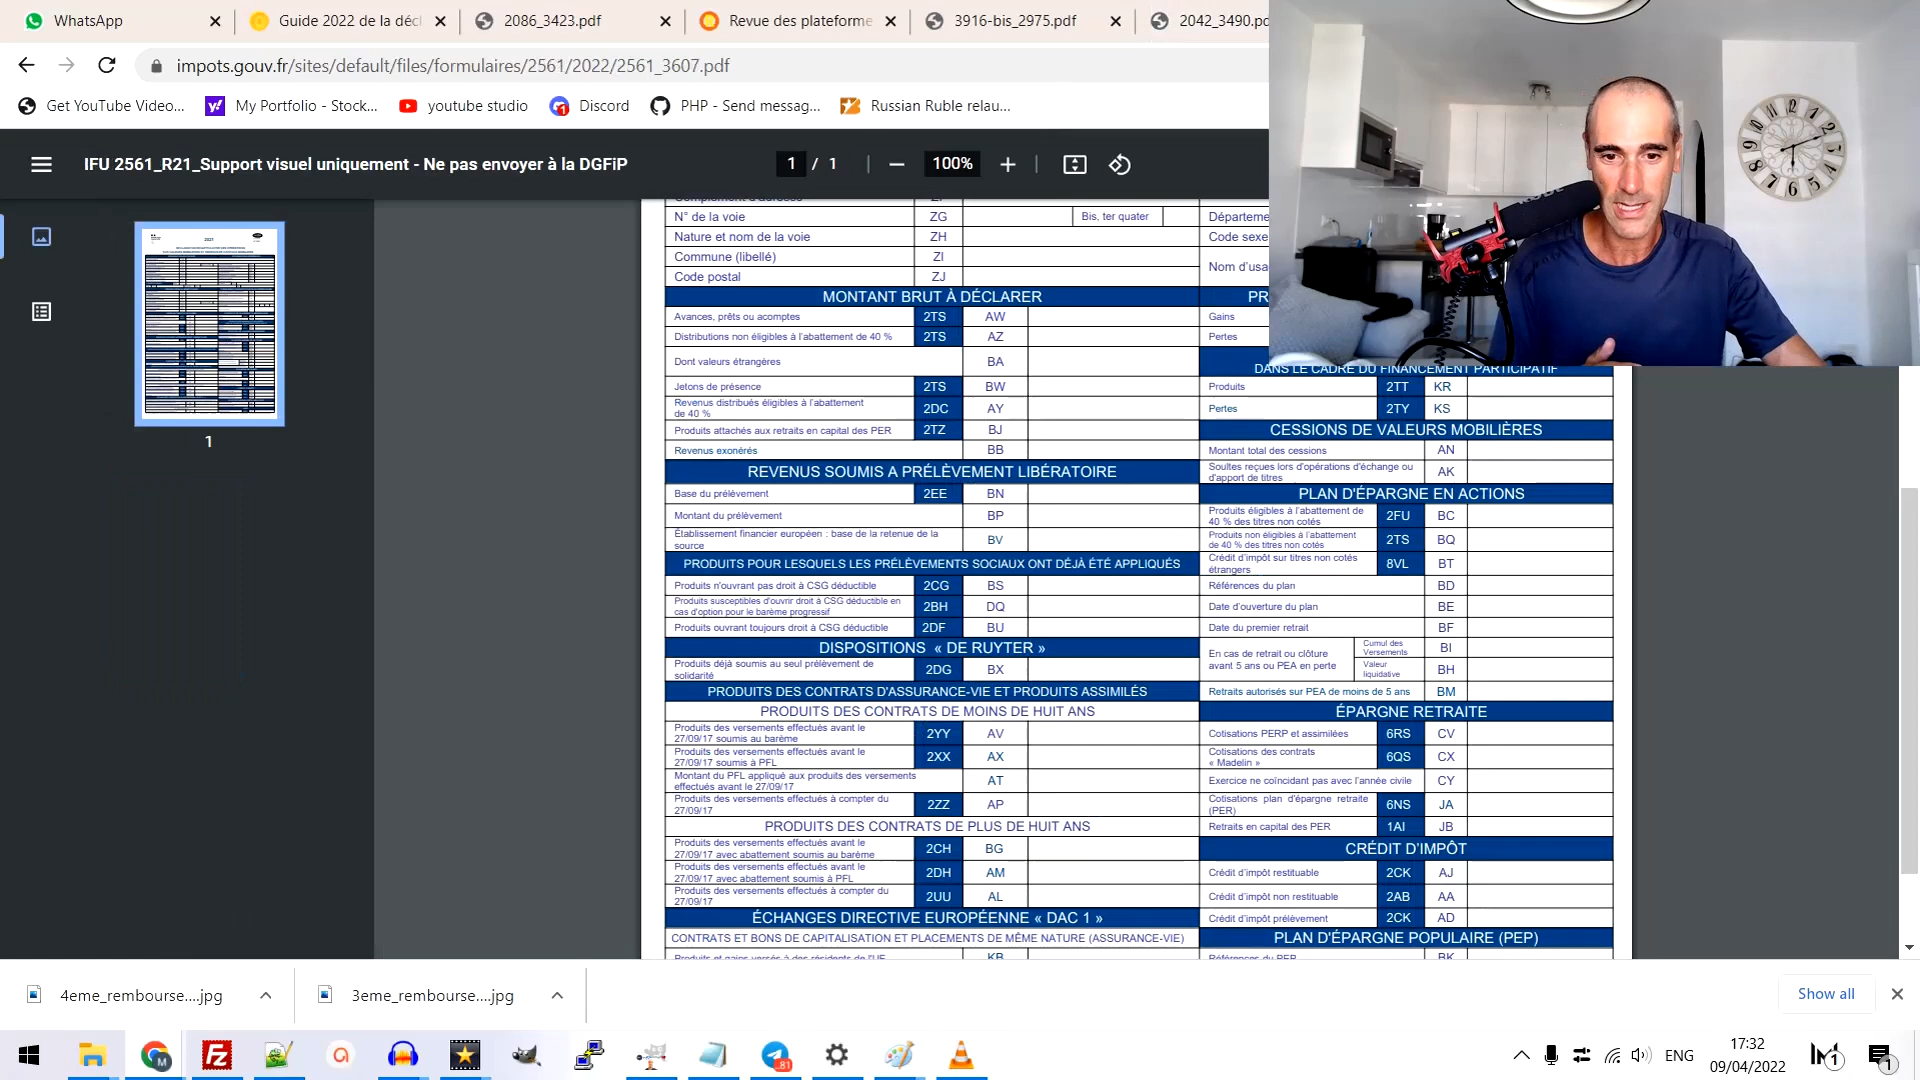 WhatsApp
Guide 2022 de la décl
2086_3423.pdf
Revue des plateforme
3916-bis_2975.pdf
2042_3490.pd
impots.gouv.fr/sites/default/files/formulaires/2561/2022/2561_3607.pdf
Get YouTube Video...
My Portfolio - Stock...
youtube studio
Discord
PHP - Send messag...
Russian Ruble relau...
IFU 2561_R21_Support visuel uniquement - Ne pas envoyer à la DGFiP
1 / 1
100%
1
N° de la voie ZG Bis, ter quater Départeme
Nature et nom de la voie ZH Code sexe
Commune (libellé) ZI
Nom d'usa
Code postal ZJ
MONTANT BRUT À DÉCLARER
PR
Avances, prêts ou acomptes 2TS AW
Gains
Distributions non éligibles à l'abattement de 40 % 2TS AZ
Pertes
Dont valeurs étrangères BA
DANS LE CADRE DU FINANCEMENT PARTICIPATIF
Jetons de présence 2TS BW
Produits 2TT KR
Revenus distribués éligibles à l'abattement
de 40 % 2DC AY
Pertes 2TY KS
Produits attachés aux retraits en capital des PER 2TZ BJ
CESSIONS DE VALEURS MOBILIÈRES
Revenus exonérés BB
Montant total des cessions AN
REVENUS SOUMIS A PRÉLÈVEMENT LIBÉRATOIRE
Soultes reçues lors d'opérations d'échange ou
d'apport de titres AK
Base du prélèvement 2EE BN
PLAN D'ÉPARGNE EN ACTIONS
Montant du prélèvement BP
Produits éligibles à l'abattement de
40 % des titres non cotés 2FU BC
Établissement financier européen : base de la retenue de la
source BV
Produits non éligibles à l'abattement
de 40 % des titres non cotés 2TS BQ
PRODUITS POUR LESQUELS LES PRÉLÈVEMENTS SOCIAUX ONT DÉJÀ ÉTÉ APPLIQUÉS
Crédit d'impôt sur titres non cotés
étrangers 8VL BT
Produits n'ouvrant pas droit à CSG déductible 2CG BS
Références du plan BD
Produits susceptibles d'ouvrir droit à CSG déductible en
cas d'option pour le barème progressif 2BH DQ
Date d'ouverture du plan BE
Produits ouvrant toujours droit à CSG déductible 2DF BU
Date du premier retrait BF
DISPOSITIONS « DE RUYTER »
En cas de retrait ou clôture
avant 5 ans ou PEA en perte
Cumul des
Versements BI
Produits déjà soumis au seul prélèvement de
solidarité 2DG BX
Valeur
liquidative BH
PRODUITS DES CONTRATS D'ASSURANCE-VIE ET PRODUITS ASSIMILÉS
Retraits autorisés sur PEA de moins de 5 ans BM
PRODUITS DES CONTRATS DE MOINS DE HUIT ANS
ÉPARGNE RETRAITE
Produits des versements effectués avant le
27/09/17 soumis au barème 2YY AV
Cotisations PERP et assimilées 6RS CV
Produits des versements effectués avant le
27/09/17 soumis à PFL 2XX AX
Cotisations des contrats
« Madelin » 6QS CX
Montant du PFL appliqué aux produits des versements
effectués avant le 27/09/17 AT
Exercice ne coïncidant pas avec l'année civile CY
Produits des versements effectués à compter du
27/09/17 2ZZ AP
Cotisations plan d'épargne retraite
(PER) 6NS JA
PRODUITS DES CONTRATS DE PLUS DE HUIT ANS
Retraits en capital des PER 1AI JB
Produits des versements effectués avant le
27/09/17 avec abattement soumis au barème 2CH BG
CRÉDIT D'IMPÔT
Produits des versements effectués avant le
27/09/17 avec abattement soumis à PFL 2DH AM
Crédit d'impôt restituable 2CK AJ
Produits des versements effectués à compter du
27/09/17 2UU AL
Crédit d'impôt non restituable 2AB AA
ÉCHANGES DIRECTIVE EUROPÉENNE « DAC 1 »
Crédit d'impôt prélèvement 2CK AD
CONTRATS ET BONS DE CAPITALISATION ET PLACEMENTS DE MÊME NATURE (ASSURANCE-VIE)
PLAN D'ÉPARGNE POPULAIRE (PEP)
Produits et gains versés à des résidents de l'UE KB
Références du PEP BK
4eme_rembourse....jpg
3eme_rembourse....jpg
Show all
ENG
17:32
09/04/2022